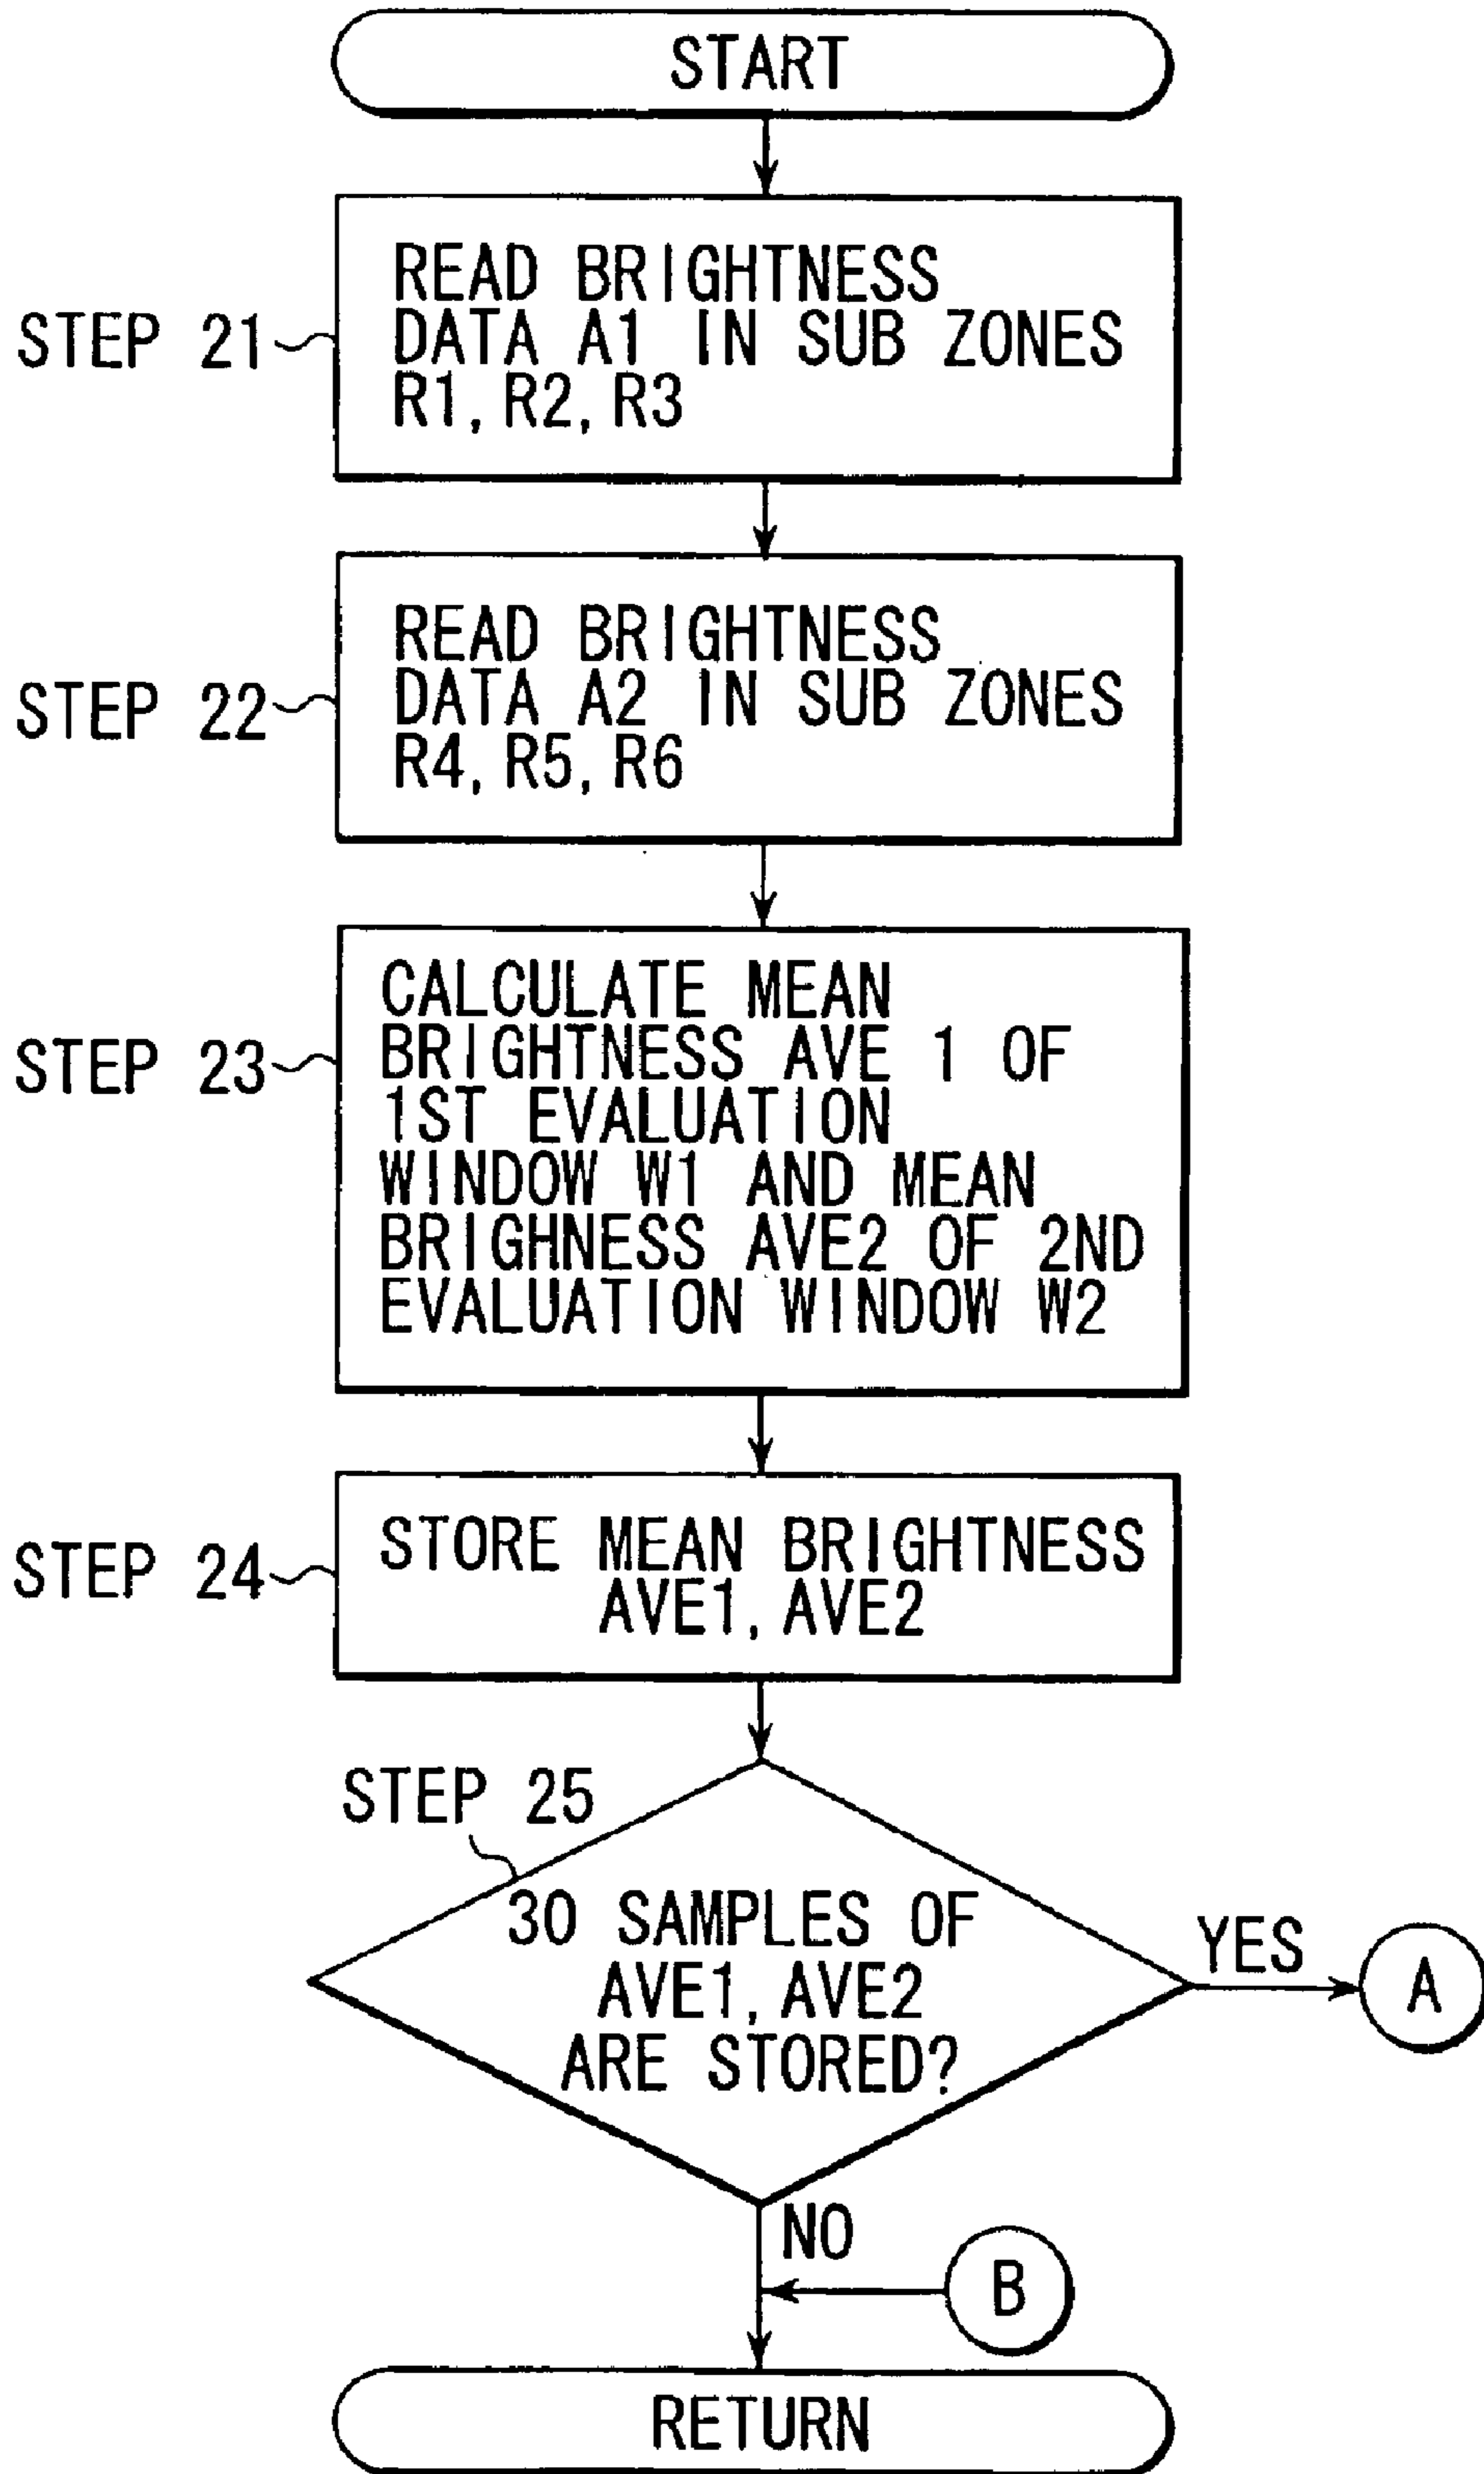 START
STEP 21
READ BRIGHTNESS
DATA A1 IN SUB ZONES
R1, R2, R3
STEP 22
READ BRIGHTNESS
DATA A2 IN SUB ZONES
R4, R5, R6
STEP 23
CALCULATE MEAN
BRIGHTNESS AVE 1 OF
1ST EVALUATION
WINDOW W1 AND MEAN
BRIGHNESS AVE2 OF 2ND
EVALUATION WINDOW W2
STEP 24
STORE MEAN BRIGHTNESS
AVE1, AVE2
STEP 25
30 SAMPLES OF
AVE1, AVE2
ARE STORED?
YES
A
NO
B
RETURN